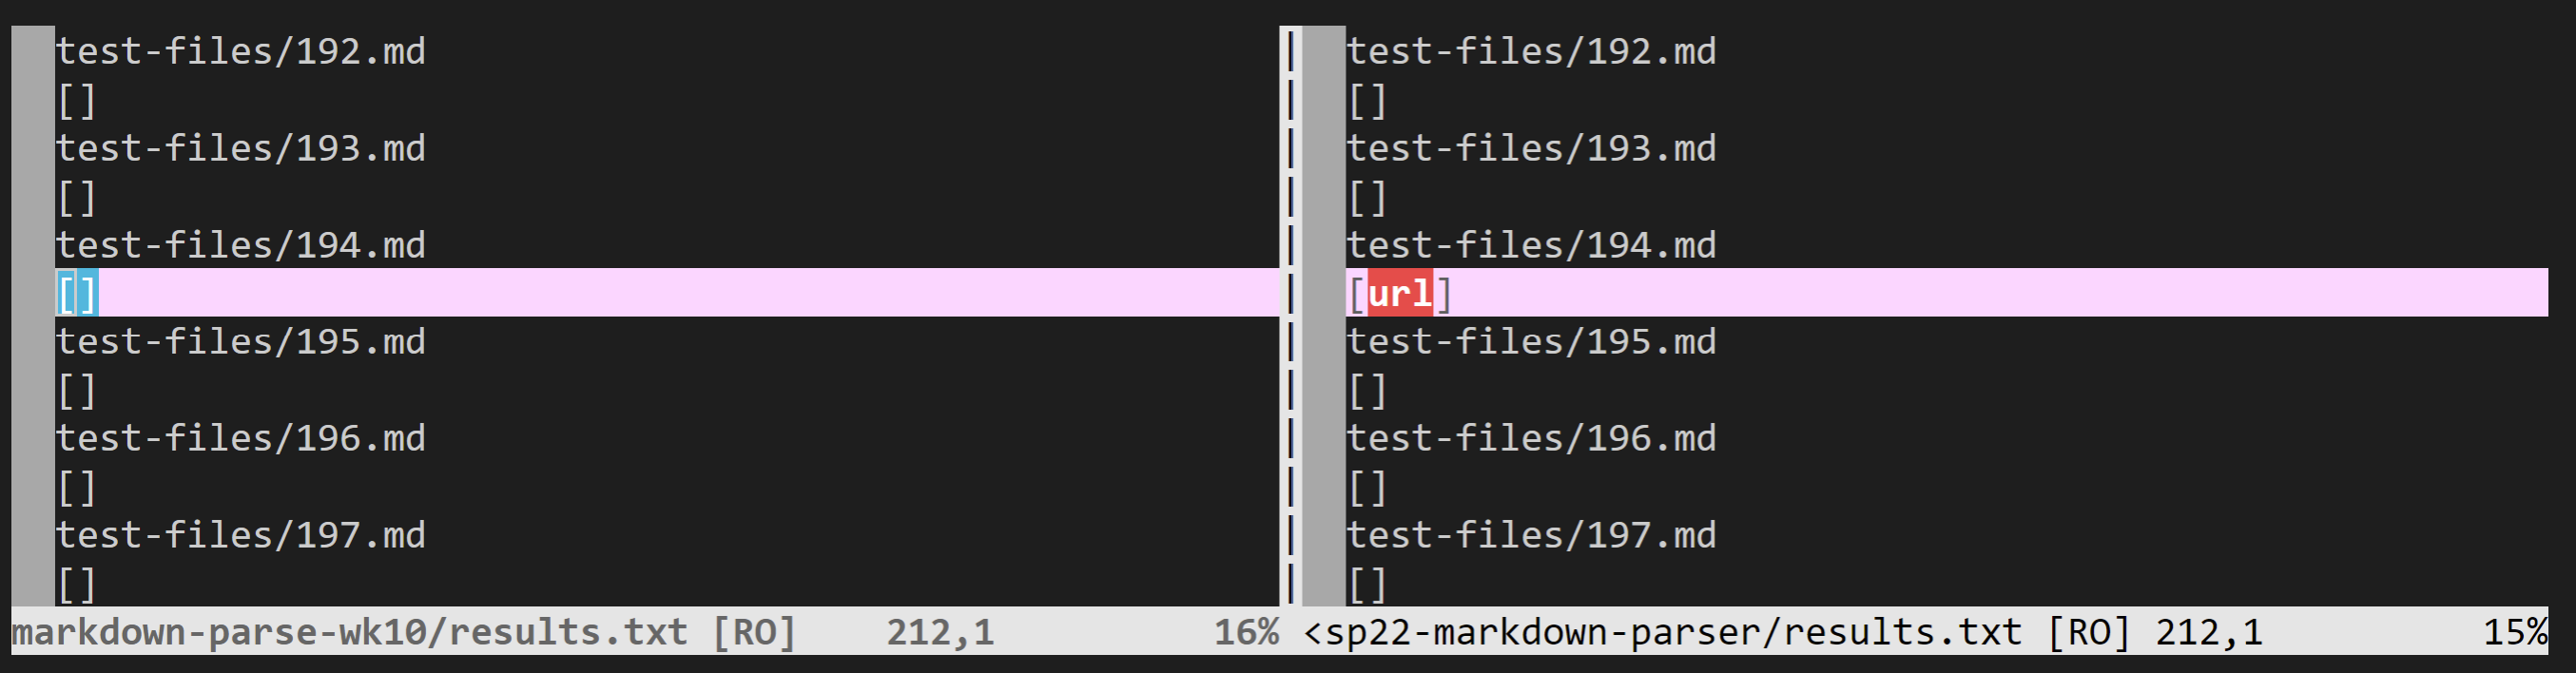 test-files/192.md
[]
test-files/193.md
[]
test-files/194.md
[]
test-files/195.md
[]
test-files/196.md
[]
test-files/197.md
[]
markdown-parse-wk10/results.txt [RO] 212,1 16%
test-files/192.md
[]
test-files/193.md
[]
test-files/194.md
[url]
test-files/195.md
[]
test-files/196.md
[]
test-files/197.md
[]
<sp22-markdown-parser/results.txt [RO] 212,1 15%